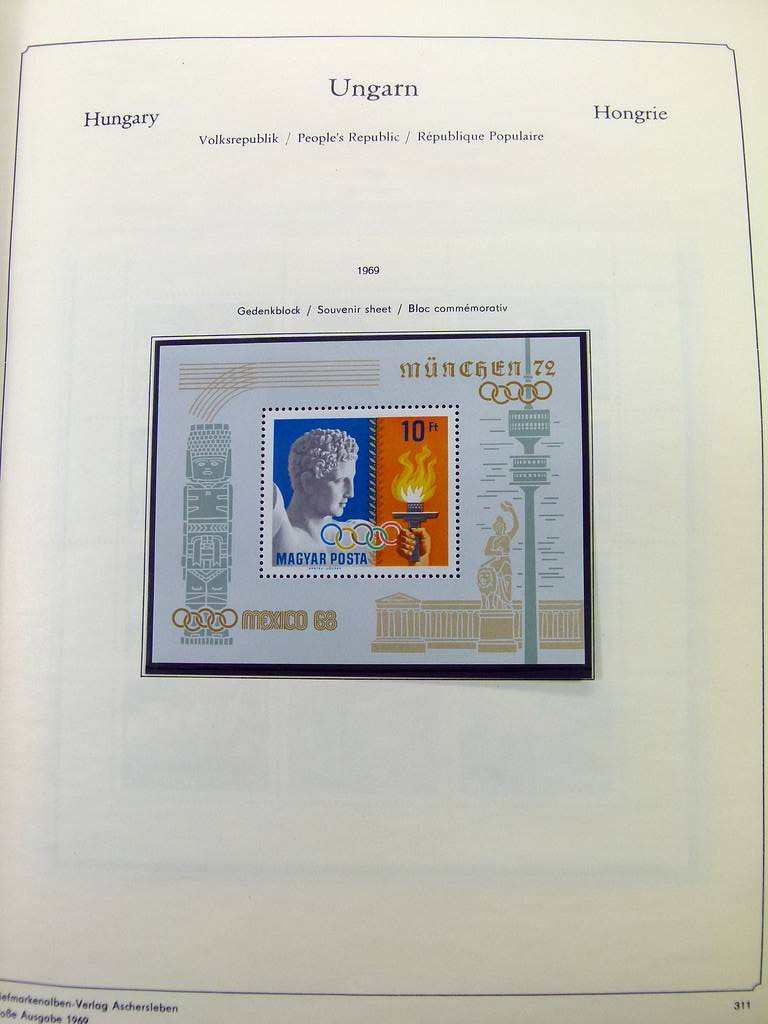 Ungarn
Hungary
Hongrie
Volksrepublik / People's Republic / République Populaire
1969
Gedenkblock / Souvenir sheet / Bloc commémorativ
MÜNCHEN 72
10 Ft
MAGYAR POSTA
MEXICO 68
iefmarkenalben-Verlag Aschersleben
oße Ausgabe 1969
311